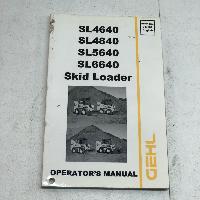 SL4640
SL4840
SL5640
SL6640
Skid Loader
GEHL
OPERATOR'S MANUAL